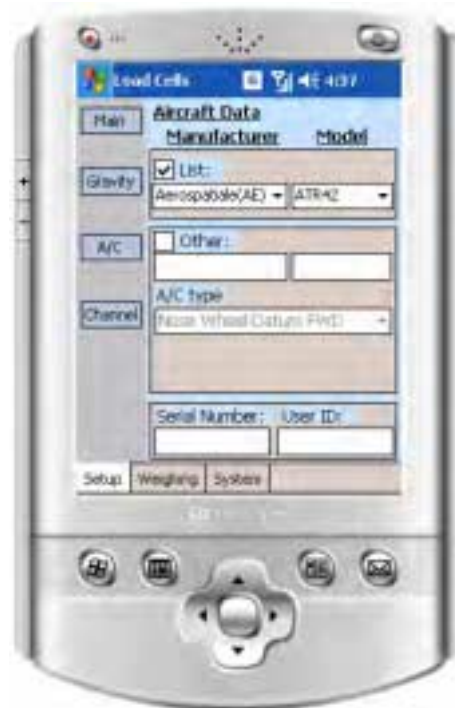 Load Cells 4:37
Main
Aircraft Data
Manufacturer Model
Gravity
List:
Aerospatiale(AE) ATR42
A/C
Other:
A/C type
Channel
Nose Wheel Datum FWD
Serial Number: User ID:
Setup Weighing System